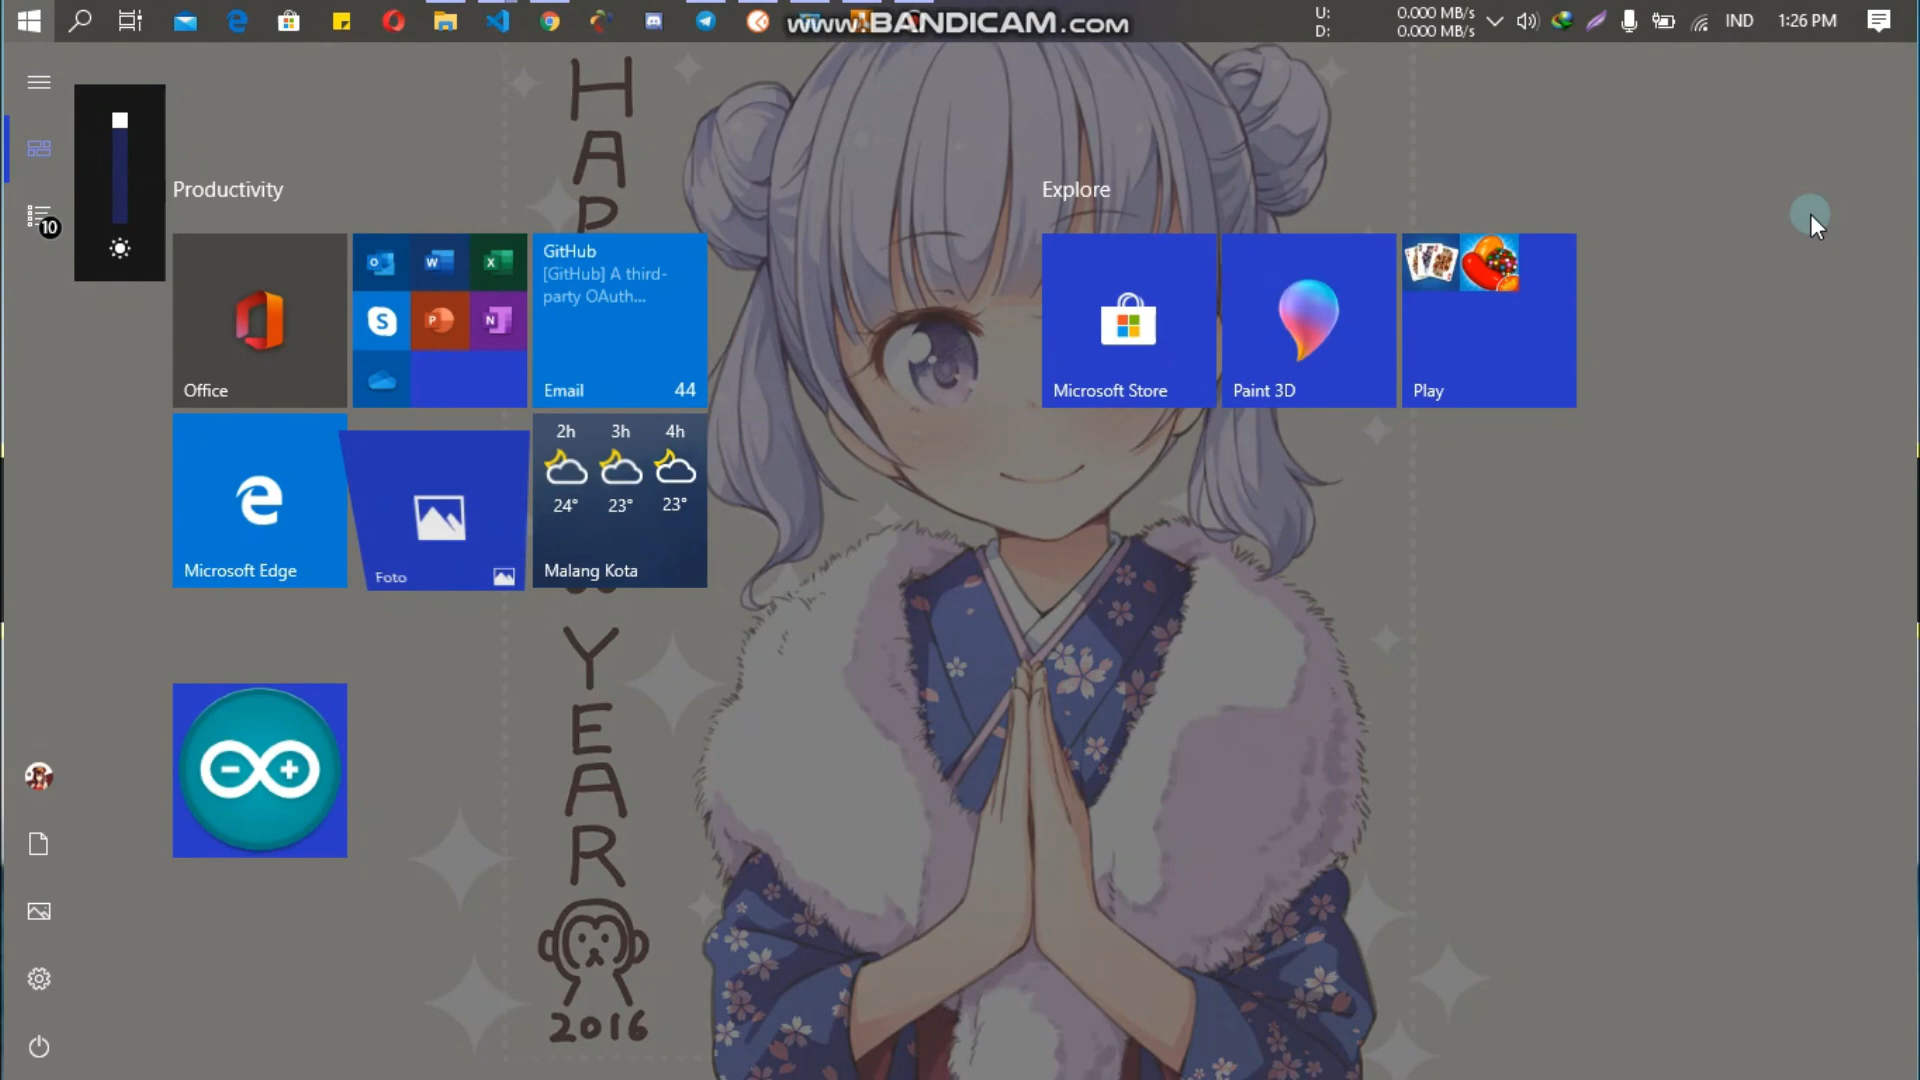 www.BANDICAM.com
U: 0.000 MB/s
D: 0.000 MB/s
IND
1:26 PM
10
Productivity
Explore
Office
GitHub
[GitHub] A third-
party OAuth...
Email 44
Microsoft Store
Paint 3D
Play
Microsoft Edge
Foto
2h 3h 4h
24° 23° 23°
Malang Kota
HAP
YEAR
2016